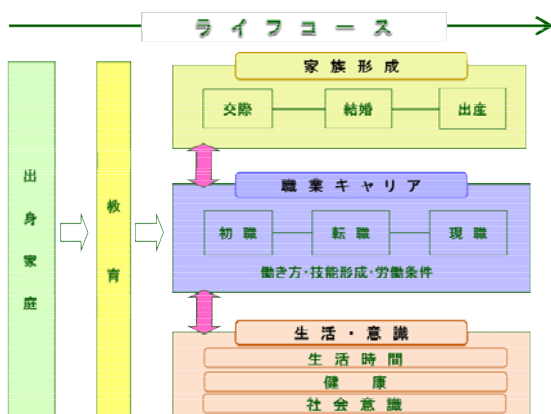 ライフコース
出身家庭
教育
家族形成
交際
結婚
出産
職業キャリア
初職
転職
現職
働き方・技能形成・労働条件
生活・意識
生活時間
健康
社会意識